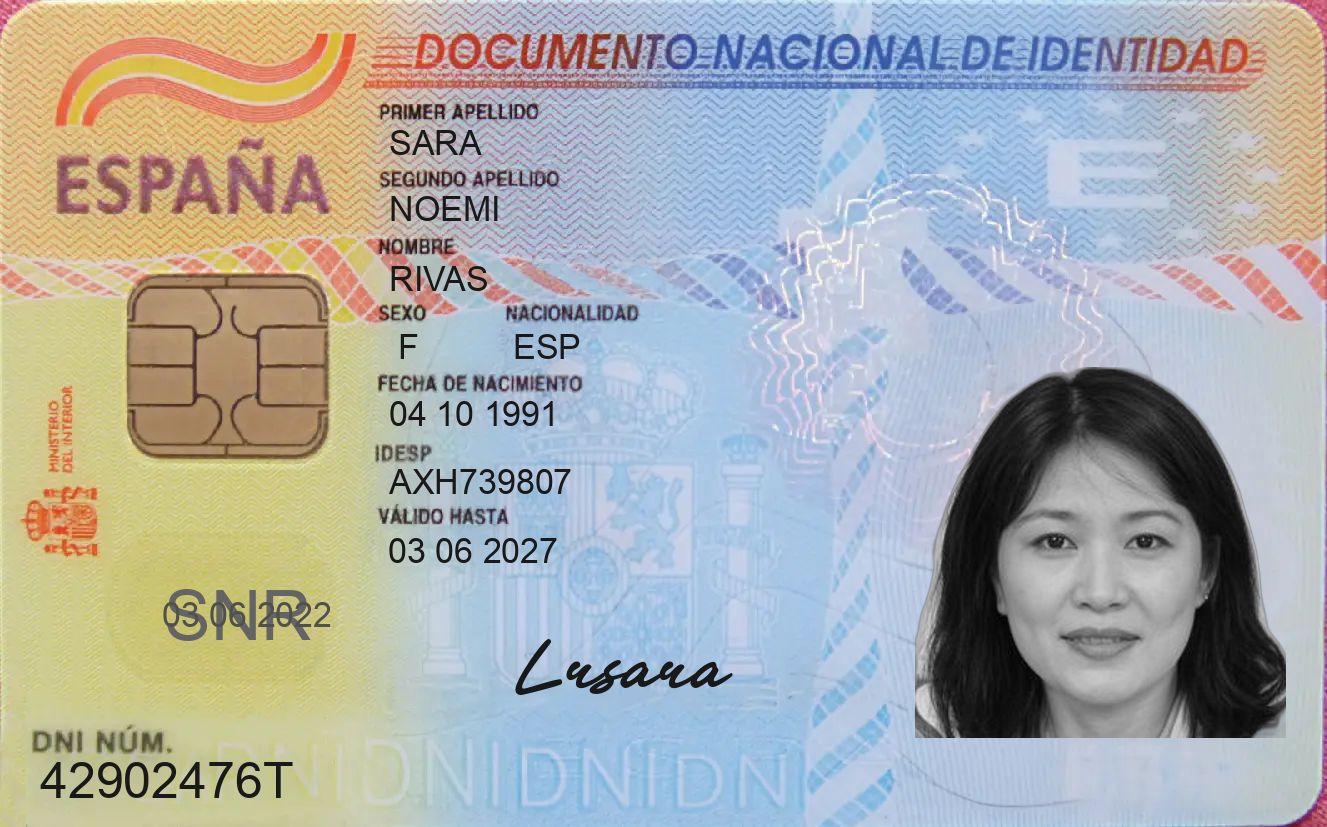 DOCUMENTO NACIONAL DE IDENTIDAD
ESPAÑA
PRIMER APELLIDO
SARA
SEGUNDO APELLIDO
NOEMI
NOMBRE
RIVAS
SEXO NACIONALIDAD
F ESP
FECHA DE NACIMIENTO
04 10 1991
IDESP
AXH739807
VÁLIDO HASTA
03 06 2027
MINISTERIO
DEL INTERIOR
E
SNR
03 06 2022
Lusara
DNI NÚM.
42902476T
DNIDNIDNIDNI